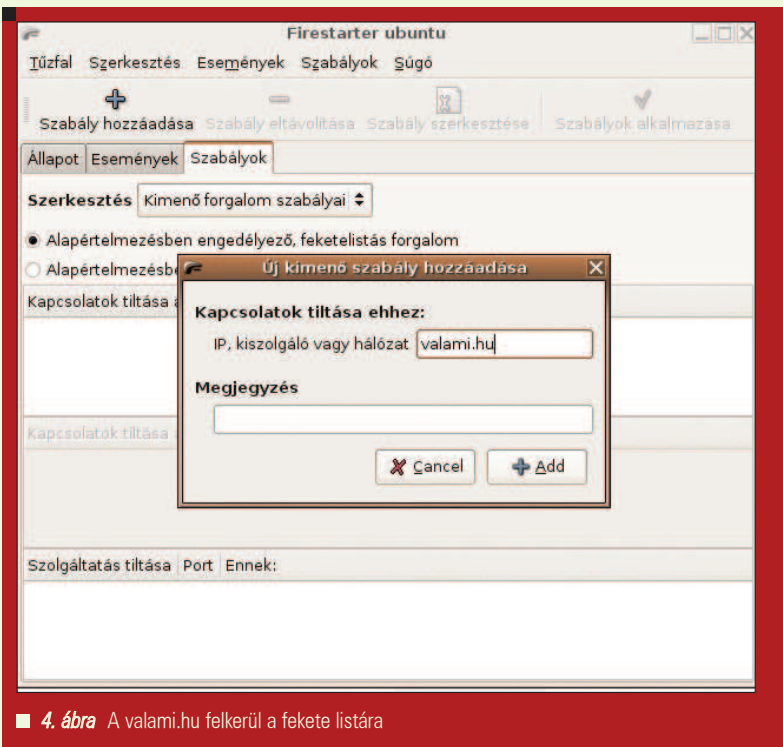 Firestarter ubuntu
Tűzfal Szerkesztés Események Szabályok Súgó
Szabály hozzáadása Szabály eltávolítása Szabály szerkesztése Szabályok alkalmazása
Állapot Események Szabályok
Szerkesztés Kimenő forgalom szabályai
Alapértelmezésben engedélyező, feketelistás forgalom
Alapértelmezésbe
Új kimenő szabály hozzáadása
Kapcsolatok tiltása a
Kapcsolatok tiltása ehhez:
IP, kiszolgáló vagy hálózat valami.hu
Megjegyzés
Kapcsolatok tiltása
Cancel Add
Szolgáltatás tiltása Port Ennek:
4. ábra A valami.hu felkerül a fekete listára